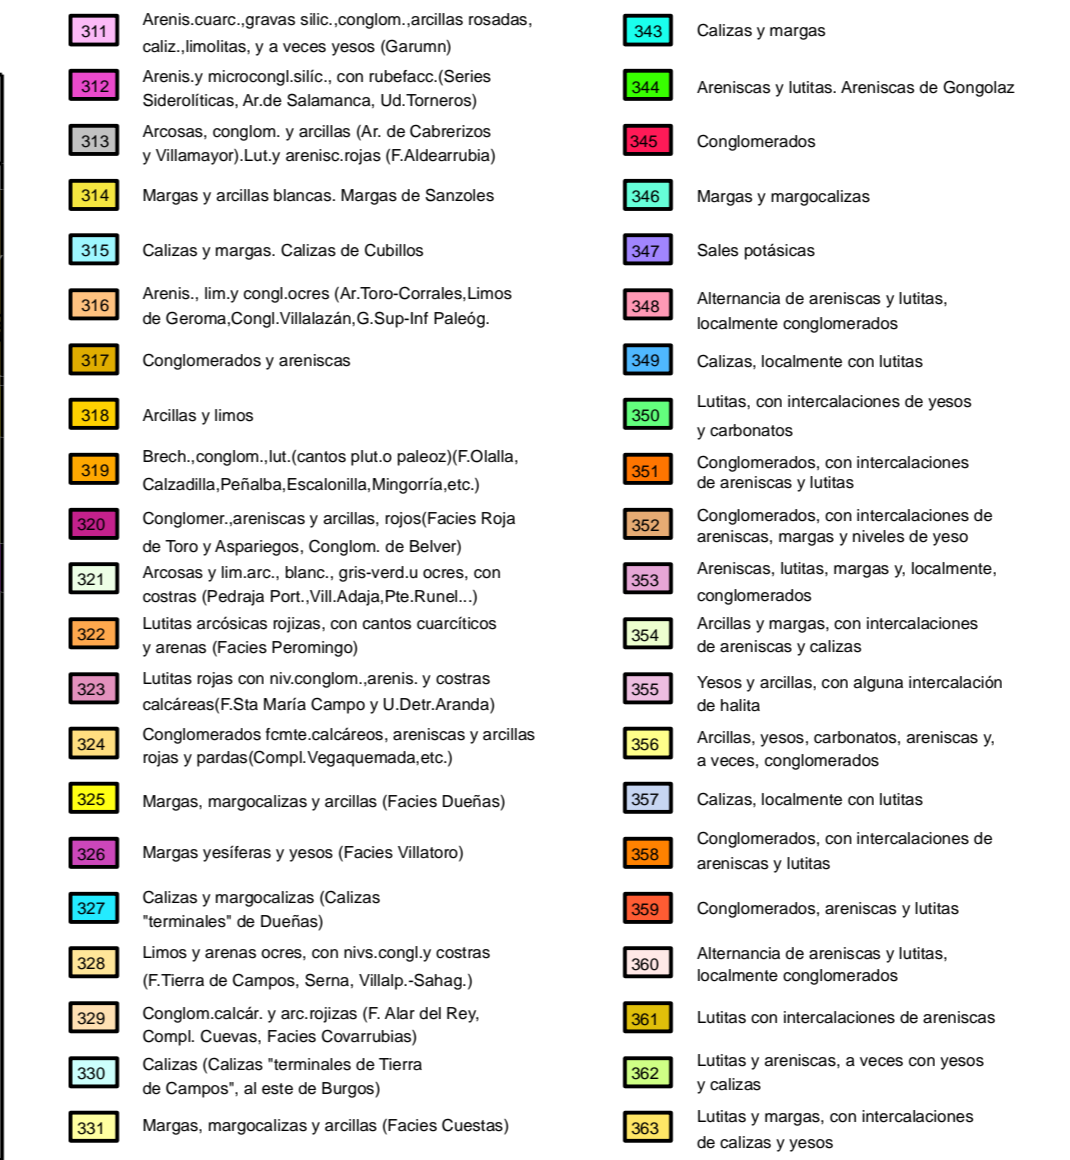 311 Arenis.cuarc.,gravas silic.,conglom.,arcillas rosadas,
caliz.,limolitas, y a veces yesos (Garumn)
312 Arenis.y microcongl.silíc., con rubefacc.(Series
Siderolíticas, Ar.de Salamanca, Ud.Torneros)
313 Arcosas, conglom. y arcillas (Ar. de Cabrerizos
y Villamayor).Lut.y arenisc.rojas (F.Aldearrubia)
314 Margas y arcillas blancas. Margas de Sanzoles
315 Calizas y margas. Calizas de Cubillos
316 Arenis., lim.y congl.ocres (Ar.Toro-Corrales,Limos
de Geroma,Congl.Villalazán,G.Sup-Inf Paleóg.
317 Conglomerados y areniscas
318 Arcillas y limos
319 Brech.,conglom.,lut.(cantos plut.o paleoz)(F.Olalla,
Calzadilla,Peñalba,Escalonilla,Mingorría,etc.)
320 Conglomer.,areniscas y arcillas, rojos(Facies Roja
de Toro y Aspariegos, Conglom. de Belver)
321 Arcosas y lim.arc., blanc., gris-verd.u ocres, con
costras (Pedraja Port.,Vill.Adaja,Pte.Runel...)
322 Lutitas arcósicas rojizas, con cantos cuarcíticos
y arenas (Facies Peromingo)
323 Lutitas rojas con niv.conglom.,arenis. y costras
calcáreas(F.Sta María Campo y U.Detr.Aranda)
324 Conglomerados fcmte.calcáreos, areniscas y arcillas
rojas y pardas(Compl.Vegaquemada,etc.)
325 Margas, margocalizas y arcillas (Facies Dueñas)
326 Margas yesíferas y yesos (Facies Villatoro)
327 Calizas y margocalizas (Calizas
"terminales" de Dueñas)
328 Limos y arenas ocres, con nivs.congl.y costras
(F.Tierra de Campos, Serna, Villalp.-Sahag.)
329 Conglom.calcár. y arc.rojizas (F. Alar del Rey,
Compl. Cuevas, Facies Covarrubias)
330 Calizas (Calizas "terminales de Tierra
de Campos", al este de Burgos)
331 Margas, margocalizas y arcillas (Facies Cuestas)
343 Calizas y margas
344 Areniscas y lutitas. Areniscas de Gongolaz
345 Conglomerados
346 Margas y margocalizas
347 Sales potásicas
348 Alternancia de areniscas y lutitas,
localmente conglomerados
349 Calizas, localmente con lutitas
350 Lutitas, con intercalaciones de yesos
y carbonatos
351 Conglomerados, con intercalaciones
de areniscas y lutitas
352 Conglomerados, con intercalaciones de
areniscas, margas y niveles de yeso
353 Areniscas, lutitas, margas y, localmente,
conglomerados
354 Arcillas y margas, con intercalaciones
de areniscas y calizas
355 Yesos y arcillas, con alguna intercalación
de halita
356 Arcillas, yesos, carbonatos, areniscas y,
a veces, conglomerados
357 Calizas, localmente con lutitas
358 Conglomerados, con intercalaciones de
areniscas y lutitas
359 Conglomerados, areniscas y lutitas
360 Alternancia de areniscas y lutitas,
localmente conglomerados
361 Lutitas con intercalaciones de areniscas
362 Lutitas y areniscas, a veces con yesos
y calizas
363 Lutitas y margas, con intercalaciones
de calizas y yesos